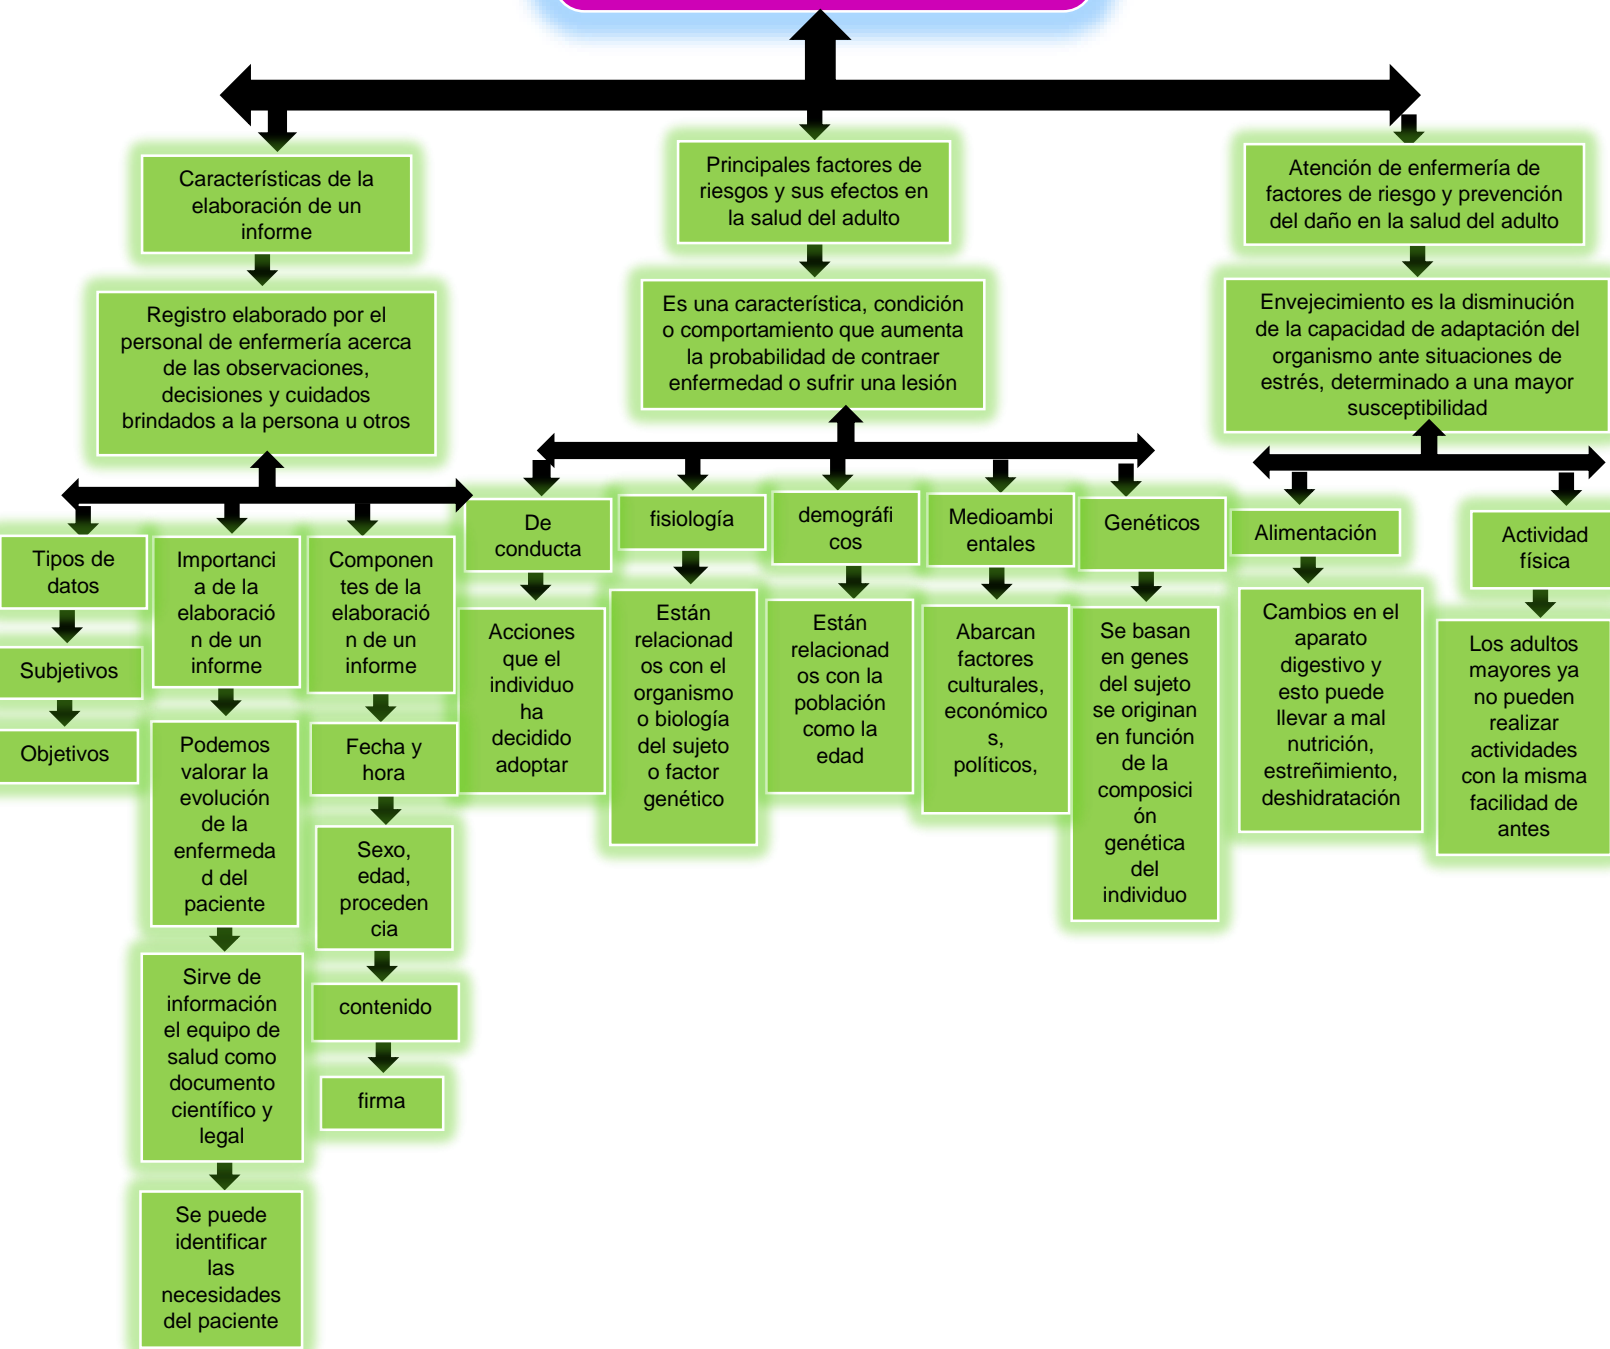 Características de la
elaboración de un
informe
Principales factores de
riesgos y sus efectos en
la salud del adulto
Atención de enfermería de
factores de riesgo y prevención
del daño en la salud del adulto
Registro elaborado por el
personal de enfermería acerca
de las observaciones,
decisiones y cuidados
brindados a la persona u otros
Es una característica, condición
o comportamiento que aumenta
la probabilidad de contraer
enfermedad o sufrir una lesión
Envejecimiento es la disminución
de la capacidad de adaptación del
organismo ante situaciones de
estrés, determinado a una mayor
susceptibilidad
Tipos de
datos
Subjetivos
Objetivos
Importanci
a de la
elaboració
n de un
informe
Podemos
valorar la
evolución
de la
enfermeda
d del
paciente
Sirve de
información
el equipo de
salud como
documento
científico y
legal
Se puede
identificar
las
necesidades
del paciente
Componen
tes de la
elaboració
n de un
informe
Fecha y
hora
Sexo,
edad,
proceden
cia
contenido
firma
De
conducta
Acciones
que el
individuo
ha
decidido
adoptar
fisiología
Están
relacionad
os con el
organismo
o biología
del sujeto
o factor
genético
demográfi
cos
Están
relacionad
os con la
población
como la
edad
Medioambi
entales
Abarcan
factores
culturales,
económico
s,
políticos,
Genéticos
Se basan
en genes
del sujeto
se originan
en función
de la
composici
ón
genética
del
individuo
Alimentación
Cambios en el
aparato
digestivo y
esto puede
llevar a mal
nutrición,
estreñimiento,
deshidratación
Actividad
física
Los adultos
mayores ya
no pueden
realizar
actividades
con la misma
facilidad de
antes